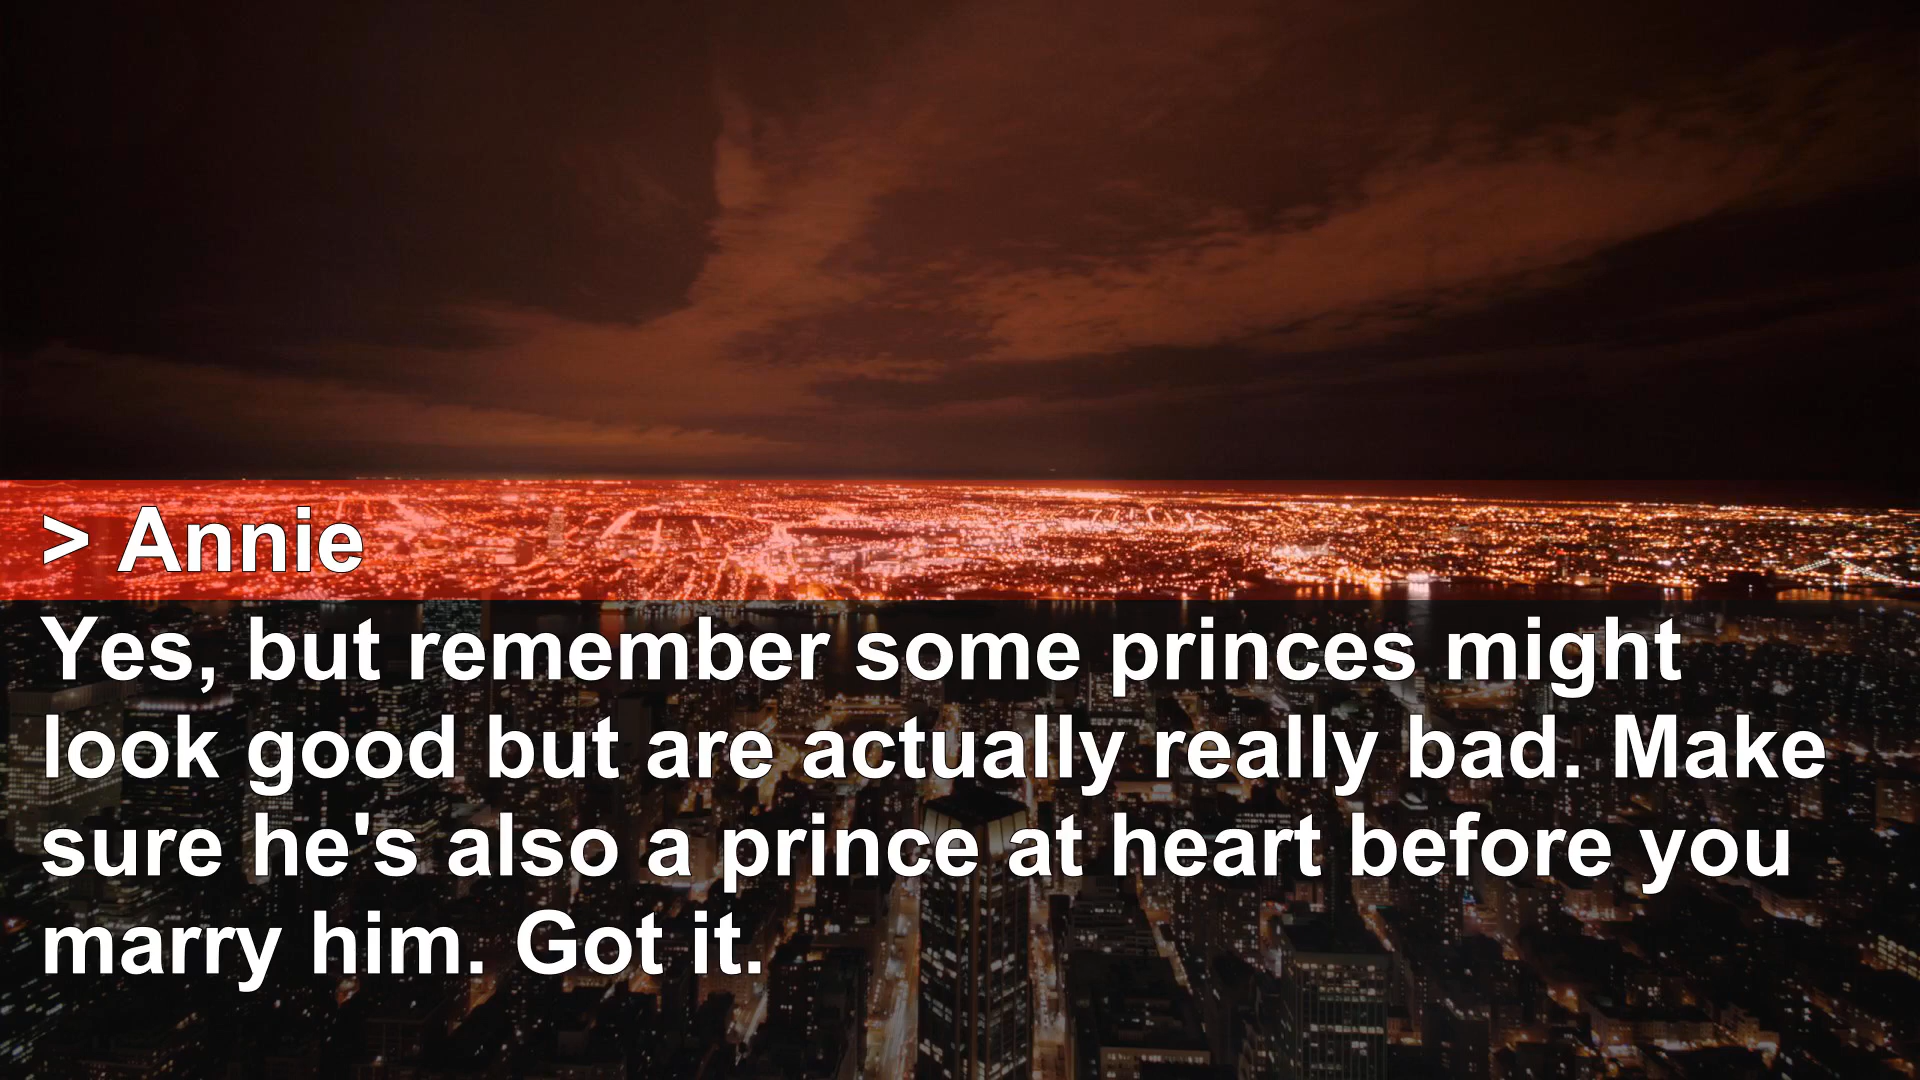 > Annie
Yes, but remember some princes might
look good but are actually really bad. Make
sure he's also a prince at heart before you
marry him. Got it.